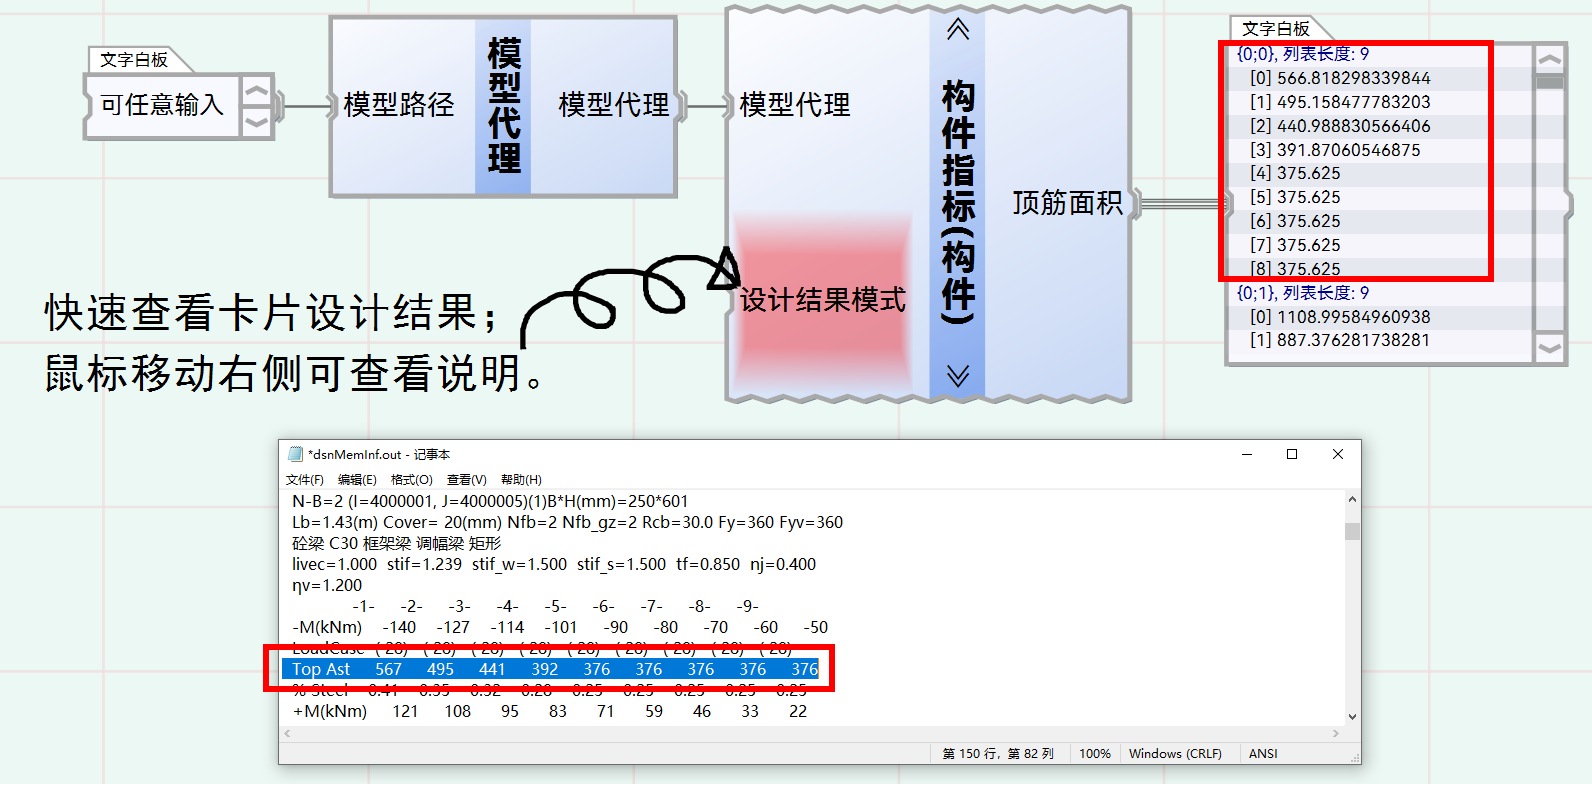 文字白板
可任意输入
模型路径
模型代理
模型代理
模型代理
构件指标(构件)
设计结果模式
顶筋面积
文字白板
{0;0}, 列表长度: 9
[0] 566.818298339844
[1] 495.158477783203
[2] 440.988830566406
[3] 391.87060546875
[4] 375.625
[5] 375.625
[6] 375.625
[7] 375.625
[8] 375.625
{0;1}, 列表长度: 9
[0] 1108.99584960938
[1] 887.376281738281
快速查看卡片设计结果；
鼠标移动右侧可查看说明。
*dsnMemInf.out - 记事本
文件(F) 编辑(E) 格式(O) 查看(V) 帮助(H)
N-B=2 (I=4000001, J=4000005)(1)B*H(mm)=250*601
Lb=1.43(m) Cover= 20(mm) Nfb=2 Nfb_gz=2 Rcb=30.0 Fy=360 Fyv=360
砼梁 C30 框架梁 调幅梁 矩形
livec=1.000 stif=1.239 stif_w=1.500 stif_s=1.500 tf=0.850 nj=0.400
ηv=1.200
-1- -2- -3- -4- -5- -6- -7- -8- -9-
-M(kNm) -140 -127 -114 -101 -90 -80 -70 -60 -50
LoadCase ( 28) ( 28) ( 28) ( 28) ( 28) ( 28) ( 28) ( 28) ( 28)
Top Ast 567 495 441 392 376 376 376 376 376
% Steel 0.41 0.35 0.32 0.28 0.25 0.25 0.25 0.25 0.25
+M(kNm) 121 108 95 83 71 59 46 33 22
第 150 行，第 82 列 100% Windows (CRLF) ANSI